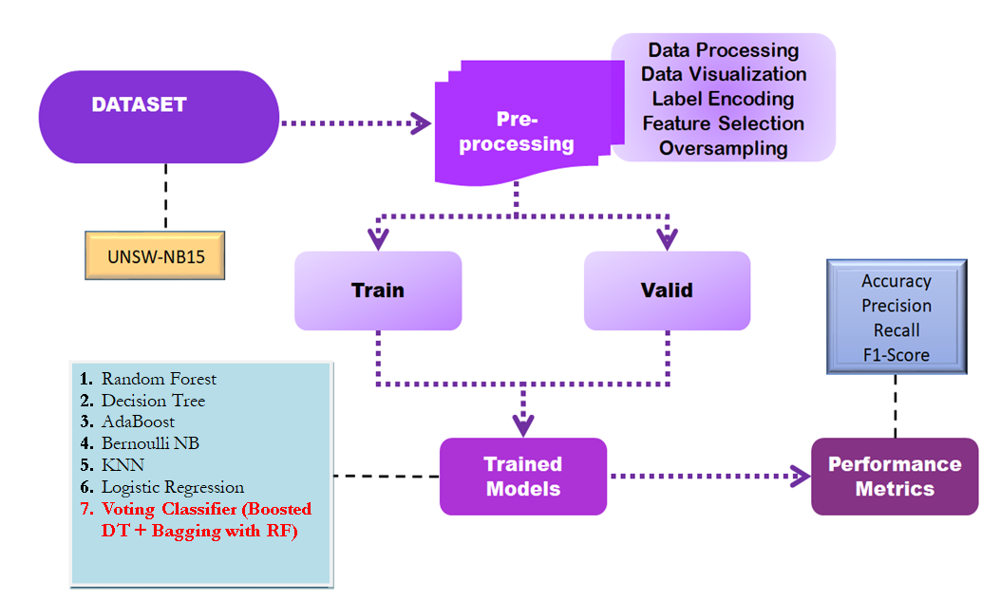 DATASET
Pre-
processing
Data Processing
Data Visualization
Label Encoding
Feature Selection
Oversampling
UNSW-NB15
Train
Valid
Accuracy
Precision
Recall
F1-Score
1. Random Forest
2. Decision Tree
3. AdaBoost
4. Bernoulli NB
5. KNN
6. Logistic Regression
7. Voting Classifier (Boosted
DT + Bagging with RF)
Trained
Models
Performance
Metrics